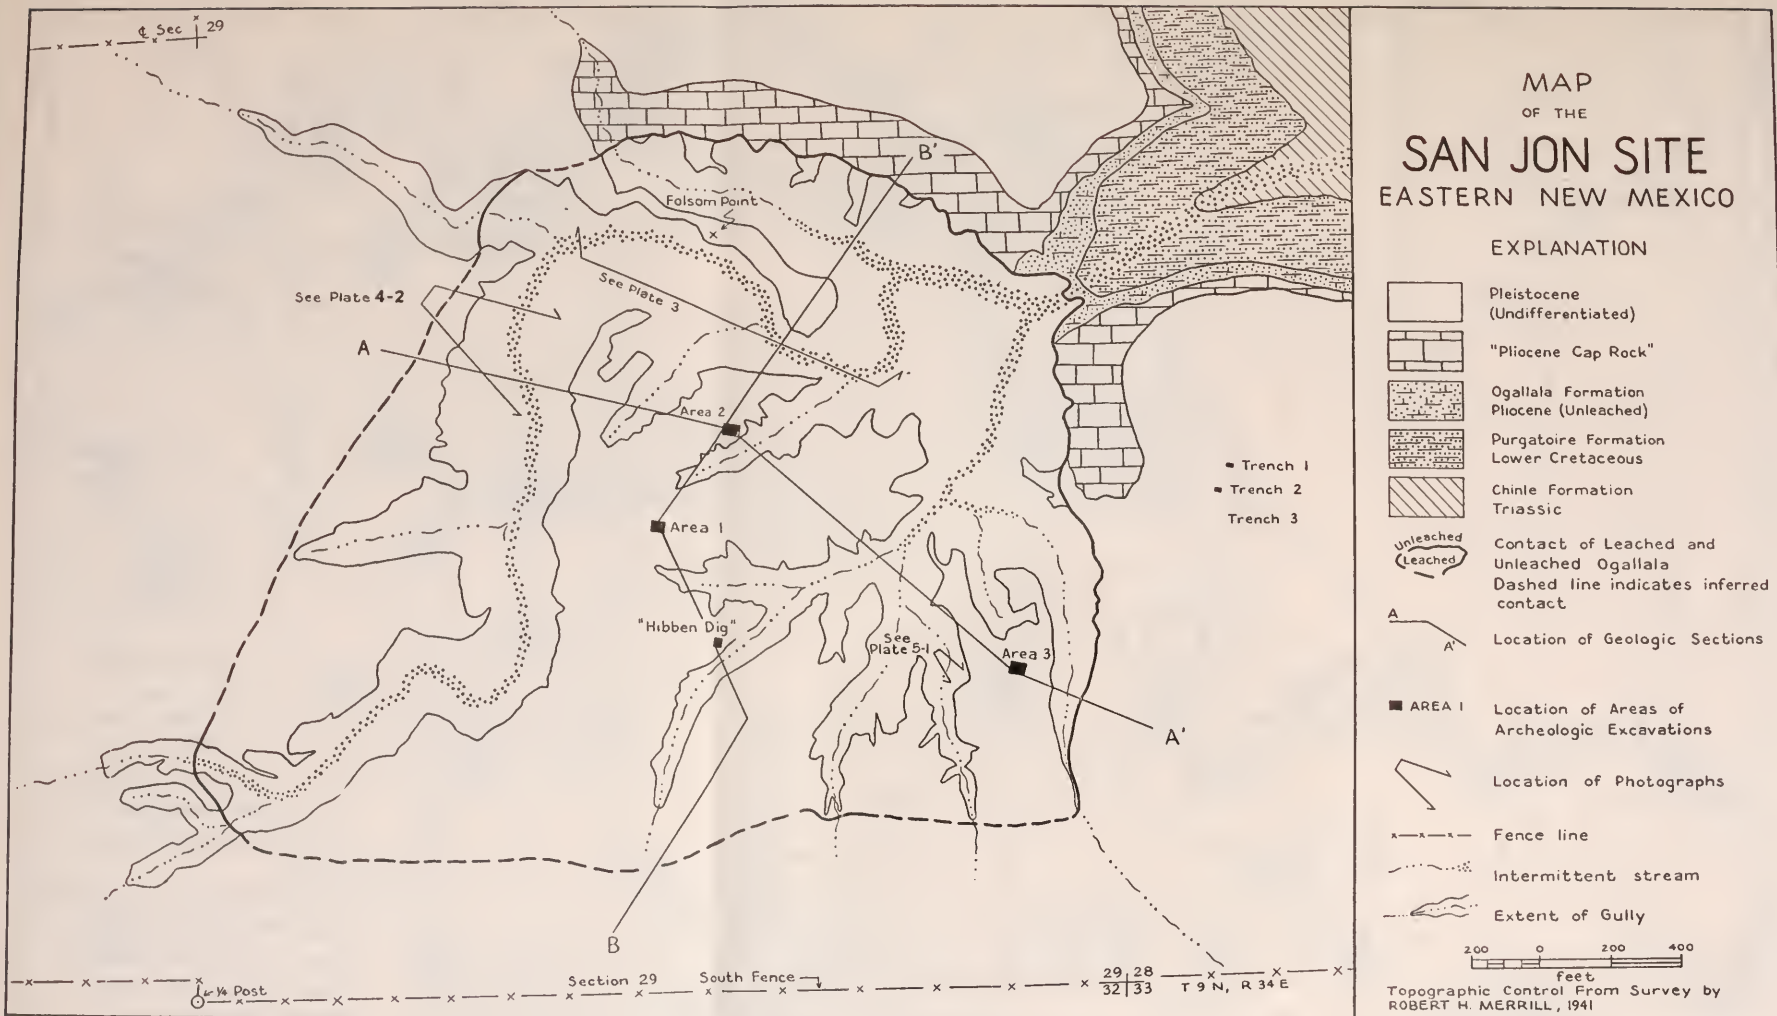 ℄ Sec 29
B'
Folsom Point
See Plate 4-2
See Plate 3
A
Area 2
Trench 1
Trench 2
Trench 3
Area 1
"Hibben Dig"
See
Plate 5-1
Area 3
A'
B
Section 29 South Fence
¼ Post
29 28
32 33
T 9 N, R 34 E
MAP
OF THE
SAN JON SITE
EASTERN NEW MEXICO
EXPLANATION
Pleistocene
(Undifferentiated)
"Pliocene Cap Rock"
Ogallala Formation
Pliocene (Unleached)
Purgatoire Formation
Lower Cretaceous
Chinle Formation
Triassic
Unleached
Leached
Contact of Leached and
Unleached Ogallala
Dashed line indicates inferred
contact
A
A'
Location of Geologic Sections
AREA 1
Location of Areas of
Archeologic Excavations
Location of Photographs
Fence line
Intermittent stream
Extent of Gully
200 0 200 400
feet
Topographic Control From Survey by
ROBERT H. MERRILL, 1941